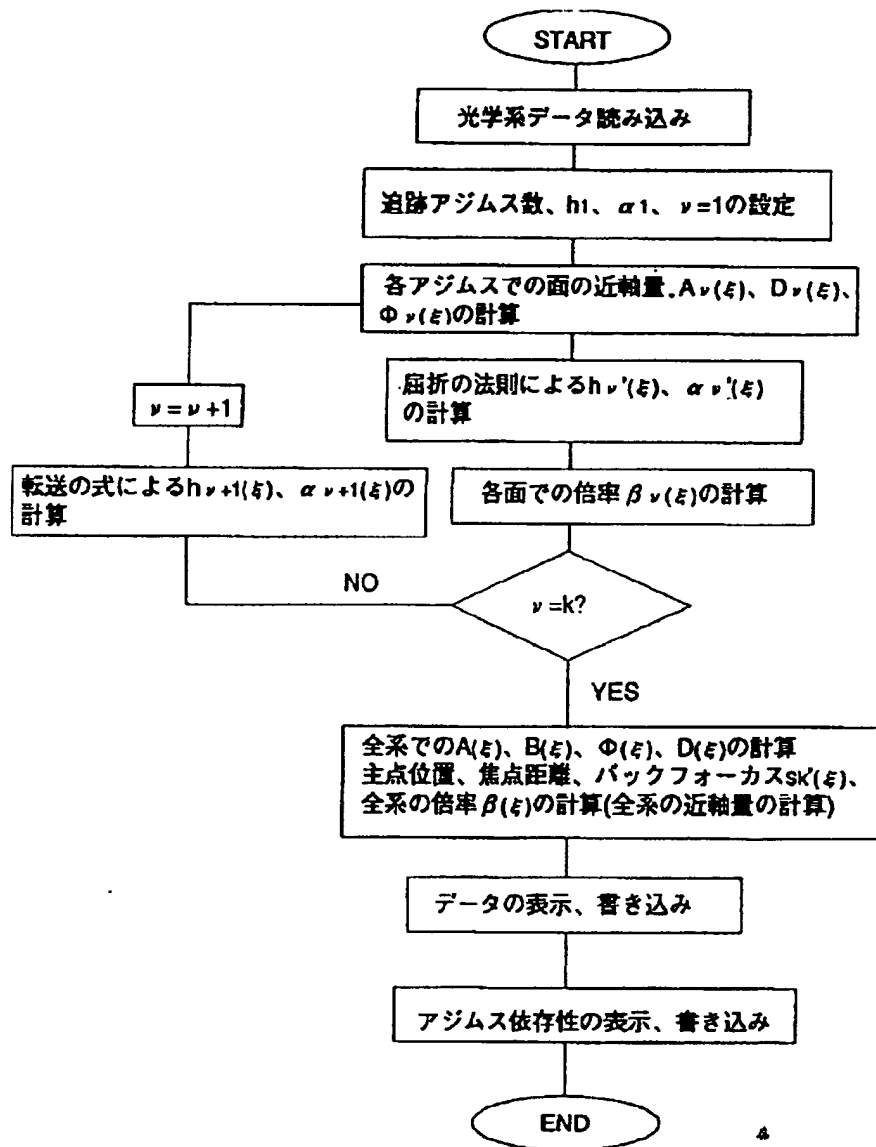 START
光学系データ読み込み
追跡アジムス数、h1、α1、ν=1の設定
各アジムスでの面の近軸量、Aν(ξ)、Dν(ξ)、
Φν(ξ)の計算
屈折の法則によるhν'(ξ)、αν'(ξ)
の計算
ν=ν+1
転送の式によるhν+1(ξ)、αν+1(ξ)の
計算
各面での倍率βν(ξ)の計算
NO
ν=k?
YES
全系でのA(ξ)、B(ξ)、Φ(ξ)、D(ξ)の計算
主点位置、焦点距離、バックフォーカスSK'(ξ)、
全系の倍率β(ξ)の計算(全系の近軸量の計算)
データの表示、書き込み
アジムス依存性の表示、書き込み
END